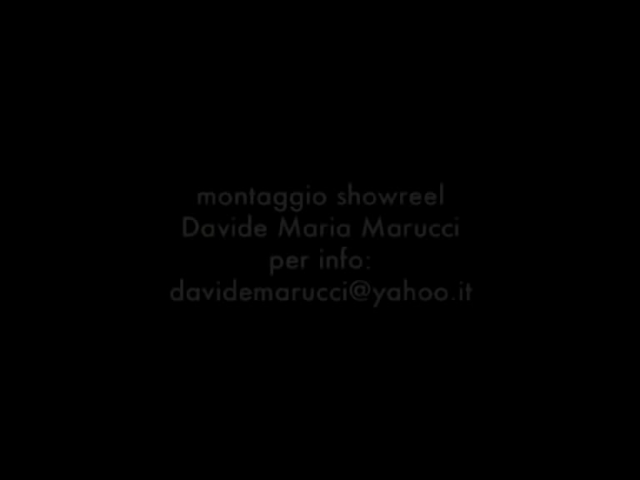 montaggio showreel
Davide Maria Marucci
per info:
davidemarucci@yahoo.it